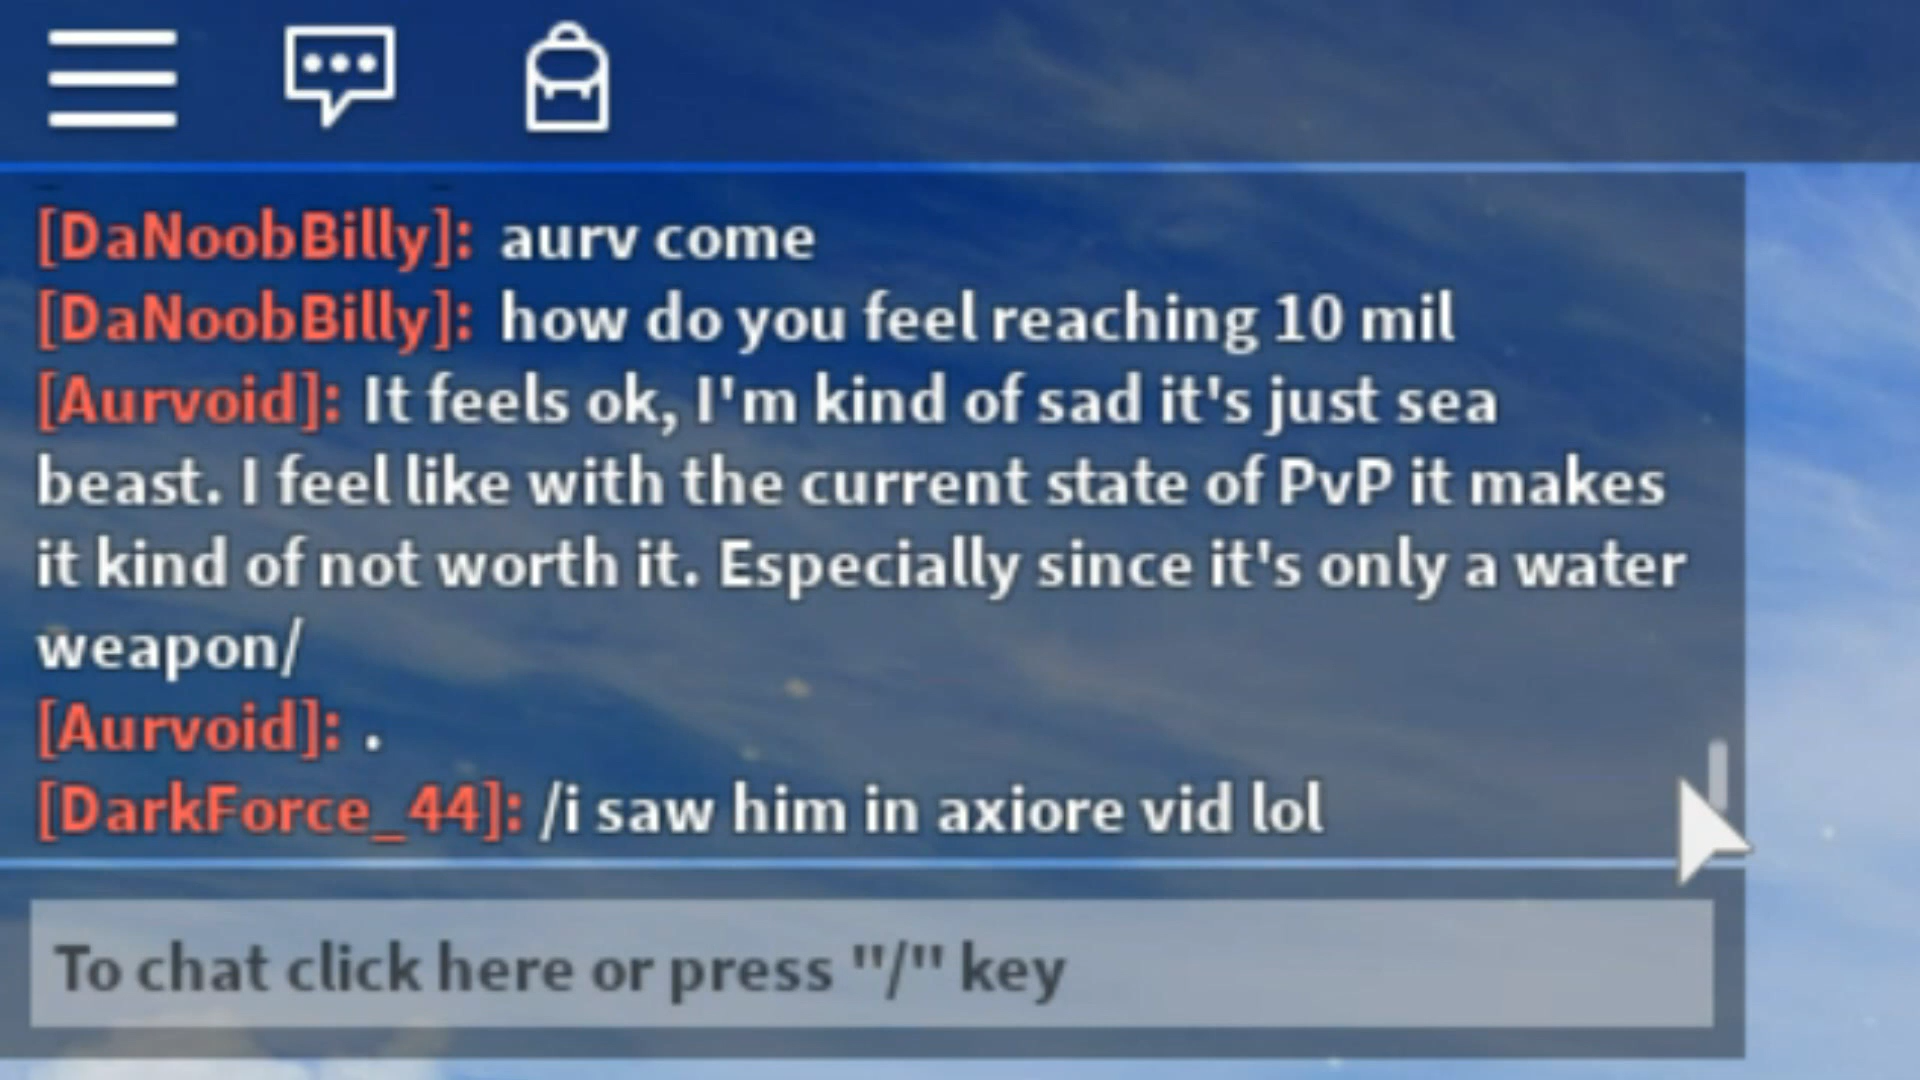 [DaNoobBilly]: aurv come
[DaNoobBilly]: how do you feel reaching 10 mil
[Aurvoid]: It feels ok, I'm kind of sad it's just sea
beast. I feel like with the current state of PvP it makes
it kind of not worth it. Especially since it's only a water
weapon/
[Aurvoid]: .
[DarkForce_44]: /i saw him in axiore vid lol
To chat click here or press "/" key